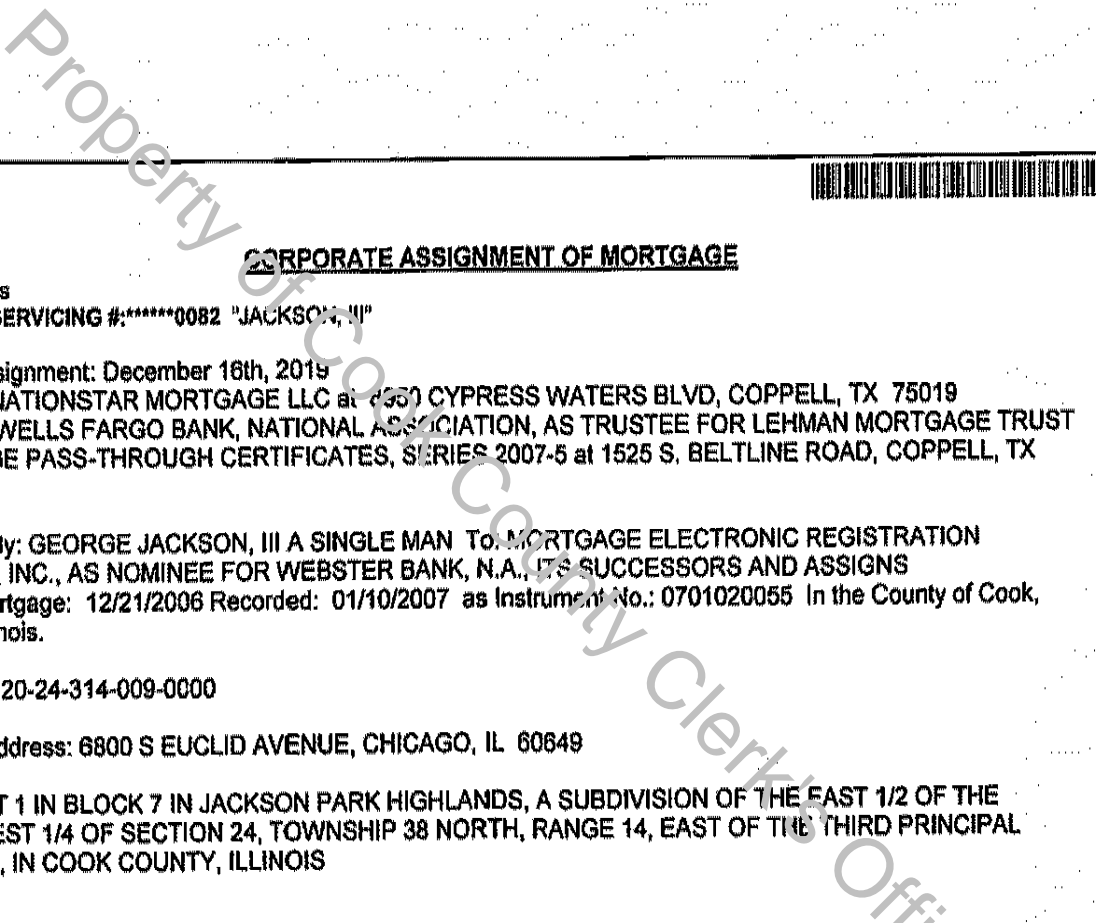 CORPORATE ASSIGNMENT OF MORTGAGE
s
SERVICING #:******0082 "JACKSON, III"
signment: December 16th, 2019
NATIONSTAR MORTGAGE LLC at CYPRESS WATERS BLVD, COPPELL, TX 75019
WELLS FARGO BANK, NATIONAL ASSOCIATION, AS TRUSTEE FOR LEHMAN MORTGAGE TRUST
GE PASS-THROUGH CERTIFICATES, SERIES 2007-5 at 1525 S. BELTLINE ROAD, COPPELL, TX
By: GEORGE JACKSON, III A SINGLE MAN To: MORTGAGE ELECTRONIC REGISTRATION
, INC., AS NOMINEE FOR WEBSTER BANK, N.A., ITS SUCCESSORS AND ASSIGNS
rtgage: 12/21/2006 Recorded: 01/10/2007 as Instrument No.: 0701020055 In the County of Cook,
nois.
20-24-314-009-0000
ddress: 6800 S EUCLID AVENUE, CHICAGO, IL 60649
T 1 IN BLOCK 7 IN JACKSON PARK HIGHLANDS, A SUBDIVISION OF THE EAST 1/2 OF THE
EST 1/4 OF SECTION 24, TOWNSHIP 38 NORTH, RANGE 14, EAST OF THE THIRD PRINCIPAL
, IN COOK COUNTY, ILLINOIS
Property of Cook County Clerk's Offi